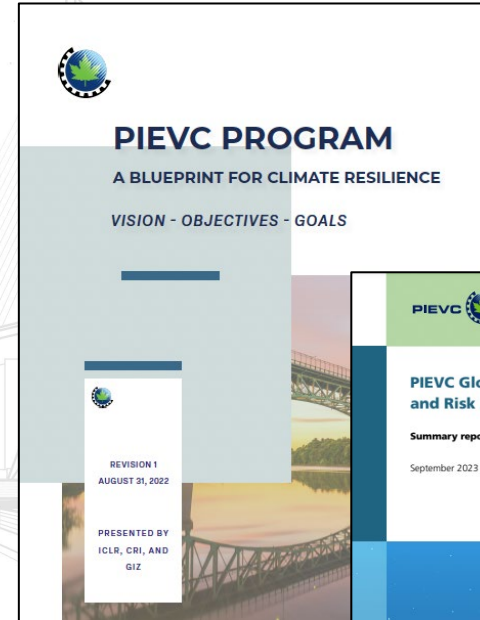 PIEVC PROGRAM
A BLUEPRINT FOR CLIMATE RESILIENCE
VISION - OBJECTIVES - GOALS
REVISION 1
AUGUST 31, 2022
PRESENTED BY
ICLR, CRI, AND
GIZ
PIEVC
PIEVC
and Risk
Summary
September 2023